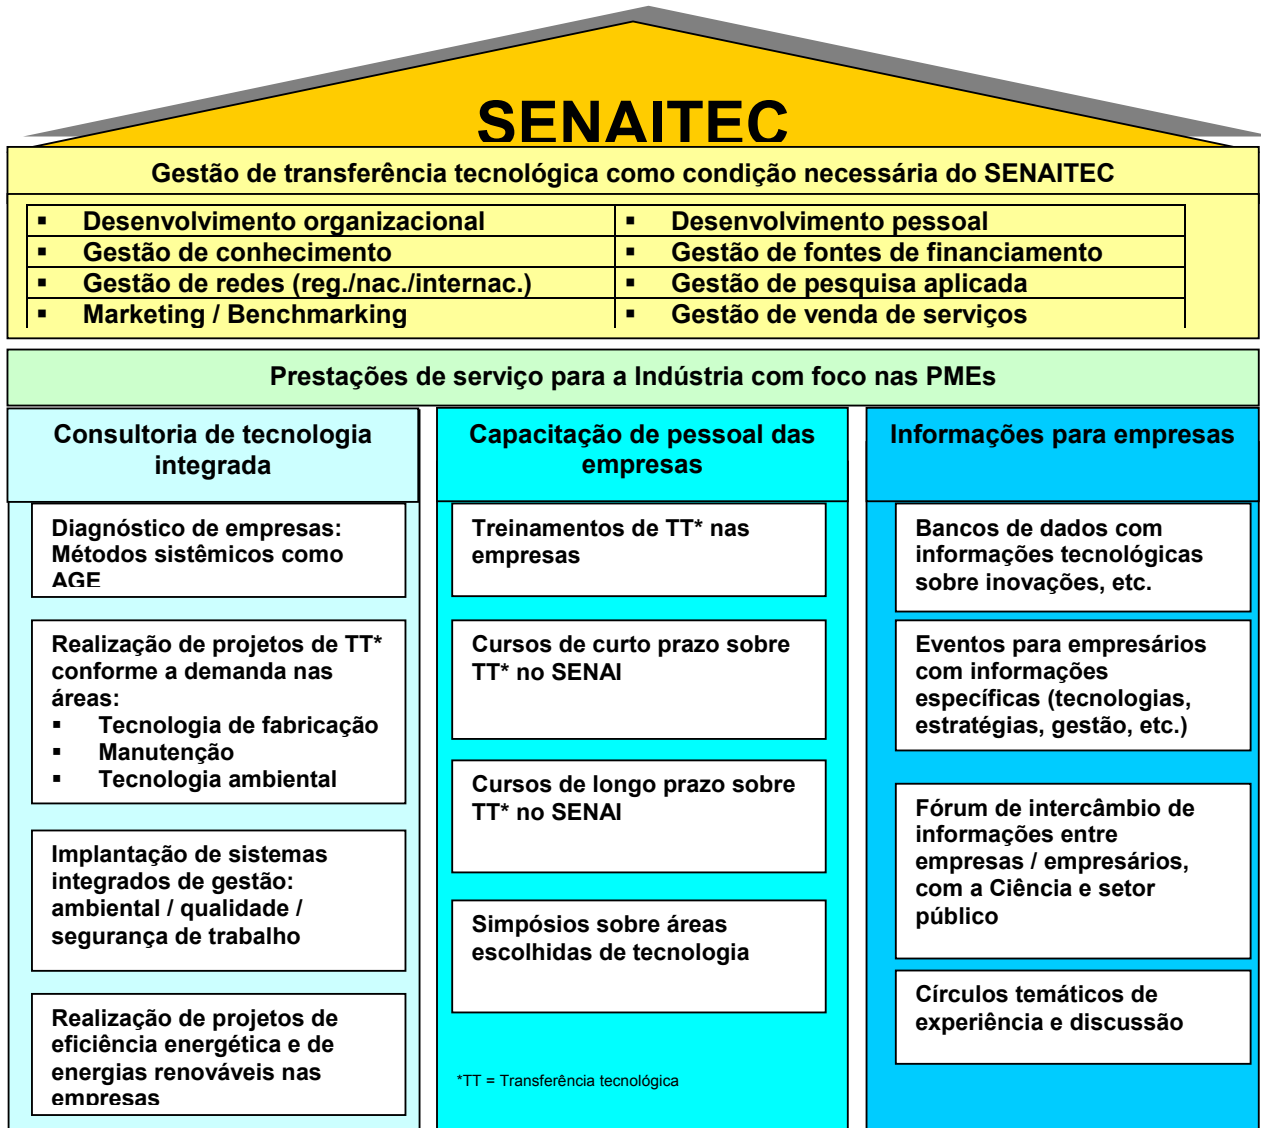 SENAITEC
Gestão de transferência tecnológica como condição necessária do SENAITEC
▪ Desenvolvimento organizacional
▪ Desenvolvimento pessoal
▪ Gestão de conhecimento
▪ Gestão de fontes de financiamento
▪ Gestão de redes (reg./nac./internac.)
▪ Gestão de pesquisa aplicada
▪ Marketing / Benchmarking
▪ Gestão de venda de serviços
Prestações de serviço para a Indústria com foco nas PMEs
Consultoria de tecnologia
integrada
Diagnóstico de empresas:
Métodos sistêmicos como
AGE
Realização de projetos de TT*
conforme a demanda nas
áreas:
▪ Tecnologia de fabricação
▪ Manutenção
▪ Tecnologia ambiental
Implantação de sistemas
integrados de gestão:
ambiental / qualidade /
segurança de trabalho
Realização de projetos de
eficiência energética e de
energias renováveis nas
empresas
Capacitação de pessoal das
empresas
Treinamentos de TT* nas
empresas
Cursos de curto prazo sobre
TT* no SENAI
Cursos de longo prazo sobre
TT* no SENAI
Simpósios sobre áreas
escolhidas de tecnologia
*TT = Transferência tecnológica
Informações para empresas
Bancos de dados com
informações tecnológicas
sobre inovações, etc.
Eventos para empresários
com informações
específicas (tecnologias,
estratégias, gestão, etc.)
Fórum de intercâmbio de
informações entre
empresas / empresários,
com a Ciência e setor
público
Círculos temáticos de
experiência e discussão